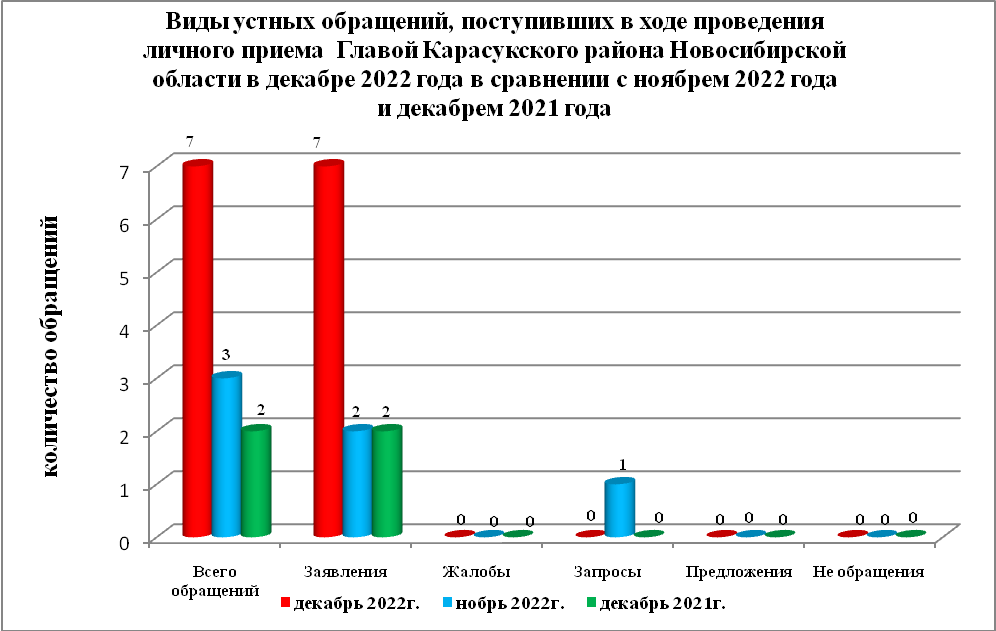 Виды устных обращений, поступивших в ходе проведения
личного приема Главой Карасукского района Новосибирской
области в декабре 2022 года в сравнении с ноябрем 2022 года
и декабрем 2021 года
количество обращений
7
6
5
4
3
2
1
0
7
3
2
7
2
2
0
0
0
0
1
0
0
0
0
0
0
0
Всего
обращений
Заявления
Жалобы
Запросы
Предложения
Не обращения
декабрь 2022г.
нобрь 2022г.
декабрь 2021г.